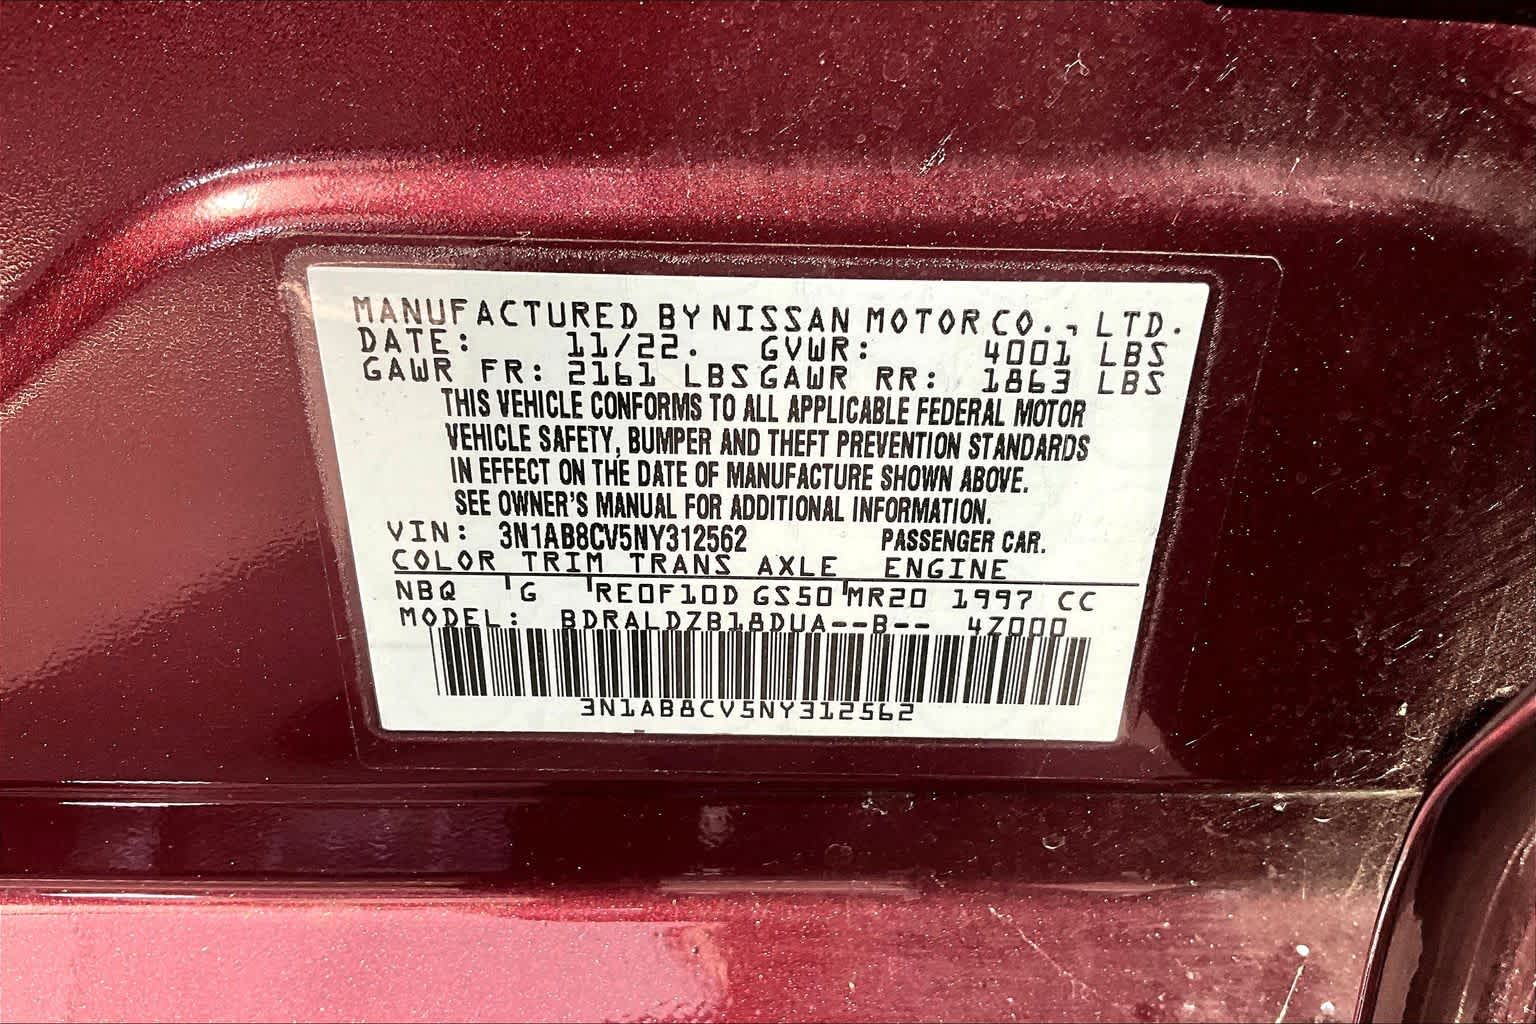 MANUFACTURED BY NISSAN MOTOR CO., LTD.
DATE: 11/22. GVWR: 4001 LBS
GAWR FR: 2161 LBS GAWR RR: 1863 LBS
THIS VEHICLE CONFORMS TO ALL APPLICABLE FEDERAL MOTOR
VEHICLE SAFETY, BUMPER AND THEFT PREVENTION STANDARDS
IN EFFECT ON THE DATE OF MANUFACTURE SHOWN ABOVE.
SEE OWNER'S MANUAL FOR ADDITIONAL INFORMATION.
VIN: 3N1AB8CV5NY312562 PASSENGER CAR.
COLOR TRIM TRANS AXLE ENGINE
NBQ G RE0F10D GS50 MR20 1997 CC
MODEL: BDRALDZB18DUA--B-- 4Z000
3N1AB8CV5NY312562